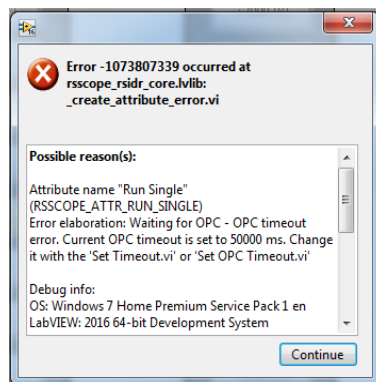 Error -1073807339 occurred at
rsscope_rsidr_core.lvlib:
_create_attribute_error.vi
Possible reason(s):
Attribute name "Run Single"
(RSSCOPE_ATTR_RUN_SINGLE)
Error elaboration: Waiting for OPC - OPC timeout
error. Current OPC timeout is set to 50000 ms. Change
it with the 'Set Timeout.vi' or 'Set OPC Timeout.vi'
Debug info:
OS: Windows 7 Home Premium Service Pack 1 en
LabVIEW: 2016 64-bit Development System
Continue